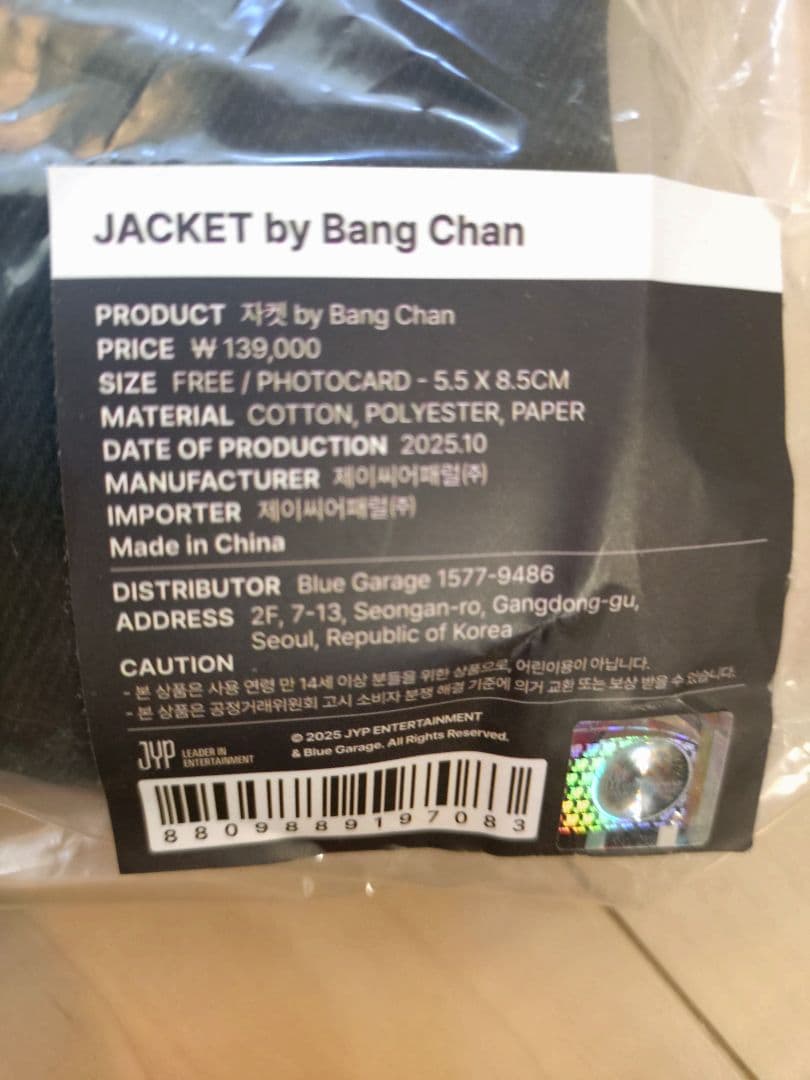 JACKET by Bang Chan
PRODUCT 자켓 by Bang Chan
PRICE ₩ 139,000
SIZE FREE / PHOTOCARD - 5.5 X 8.5CM
MATERIAL COTTON, POLYESTER, PAPER
DATE OF PRODUCTION 2025.10
MANUFACTURER 제이씨어패럴(주)
IMPORTER 제이씨어패럴(주)
Made in China
DISTRIBUTOR Blue Garage 1577-9486
ADDRESS 2F, 7-13, Seongan-ro, Gangdong-gu,
Seoul, Republic of Korea
CAUTION
- 본 상품은 사용 연령 만 14세 이상 분들을 위한 상품으로, 어린이용이 아닙니다.
- 본 상품은 공정거래위원회 고시 소비자 분쟁 해결 기준에 의거 교환 또는 보상 받을 수 있습니다.
JYP LEADER IN
ENTERTAINMENT
© 2025 JYP ENTERTAINMENT
& Blue Garage. All Rights Reserved.
8809889197083